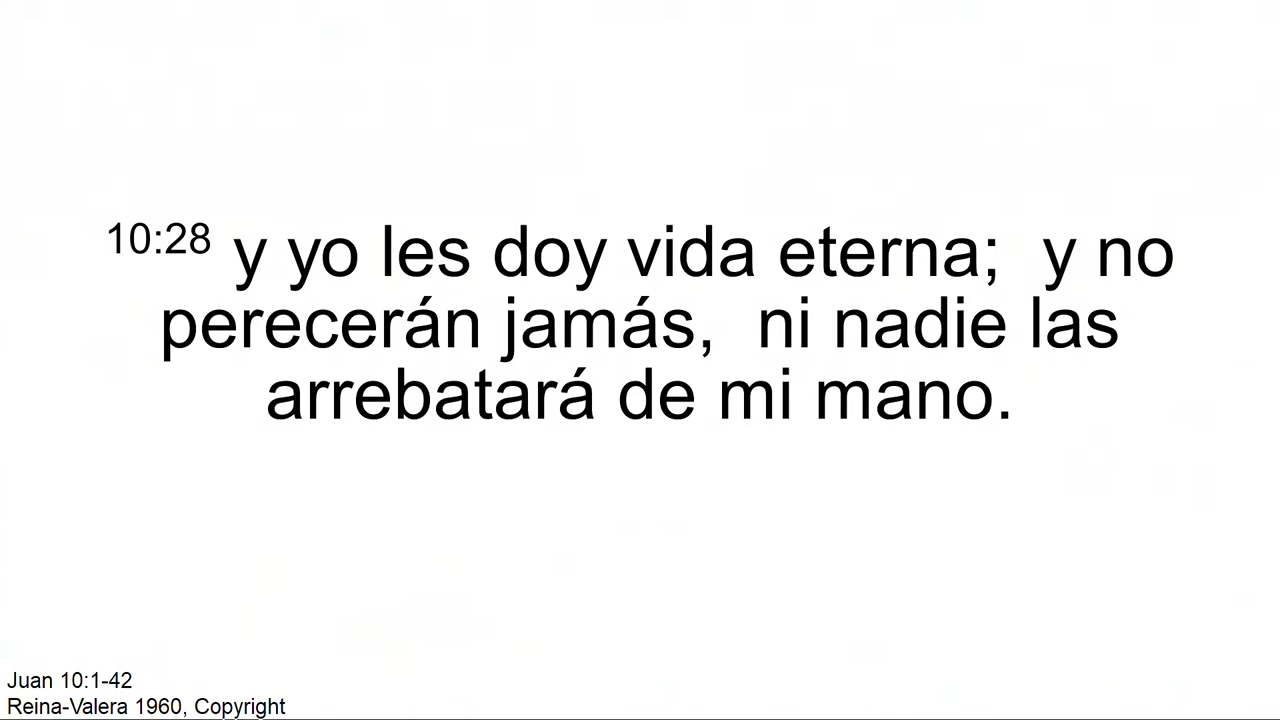 10:28 y yo les doy vida eterna;  y no
perecerán jamás,  ni nadie las
arrebatará de mi mano.
Juan 10:1-42
Reina-Valera 1960, Copyright